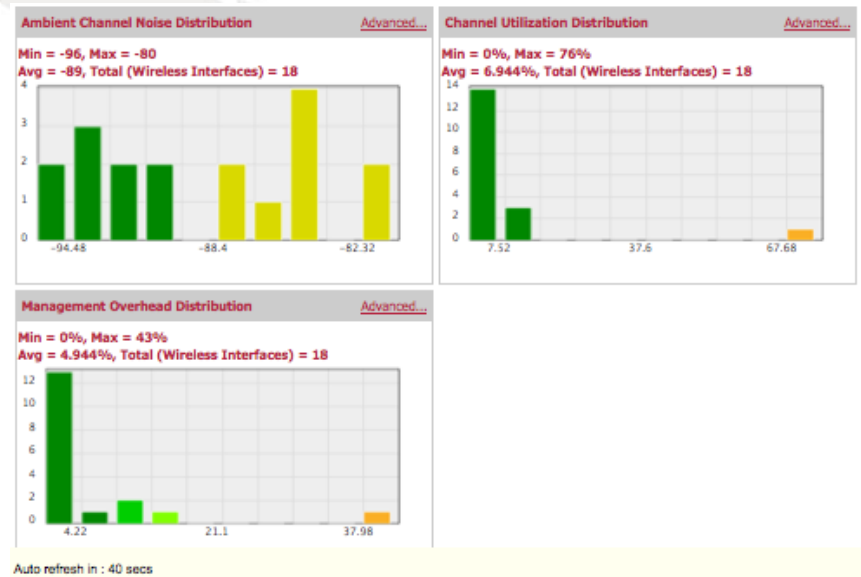 Ambient Channel Noise Distribution Advanced...
Min = -96, Max = -80
Avg = -89, Total (Wireless Interfaces) = 18
4
3
2
1
0
-94.48 -88.4 -82.32
Channel Utilization Distribution Advanced...
Min = 0%, Max = 76%
Avg = 6.944%, Total (Wireless Interfaces) = 18
14
12
10
8
6
4
2
0
7.52 37.6 67.68
Management Overhead Distribution Advanced...
Min = 0%, Max = 43%
Avg = 4.944%, Total (Wireless Interfaces) = 18
12
10
8
6
4
2
0
4.22 21.1 37.98
Auto refresh in : 40 secs